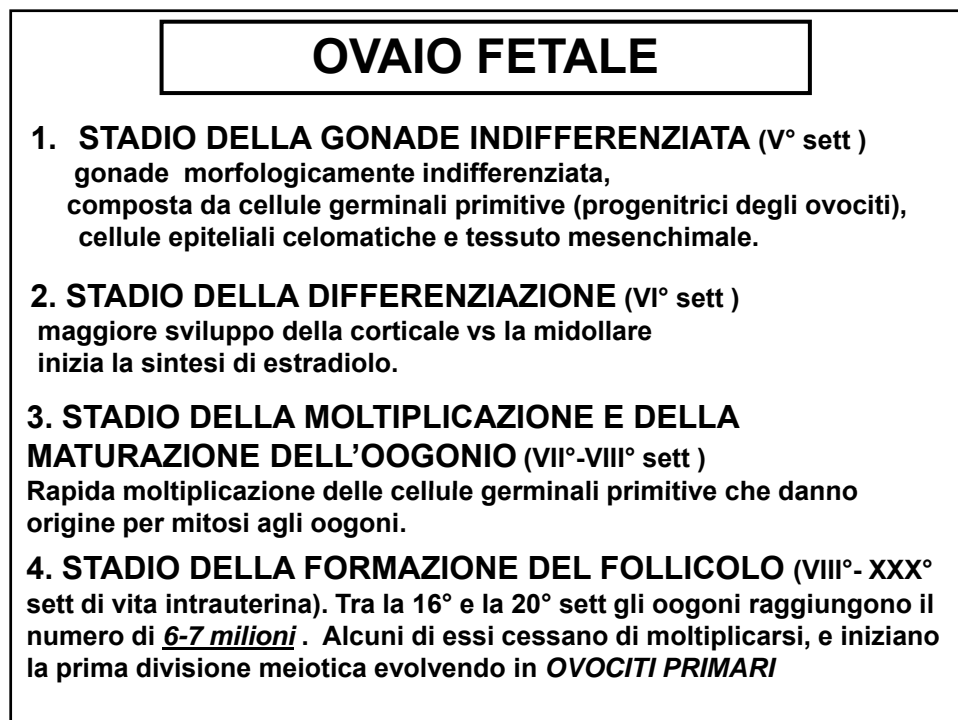 OVAIO FETALE
1. STADIO DELLA GONADE INDIFFERENZIATA (V° sett )
gonade morfologicamente indifferenziata,
composta da cellule germinali primitive (progenitrici degli ovociti),
cellule epiteliali celomatiche e tessuto mesenchimale.
2. STADIO DELLA DIFFERENZIAZIONE (VI° sett )
maggiore sviluppo della corticale vs la midollare
inizia la sintesi di estradiolo.
3. STADIO DELLA MOLTIPLICAZIONE E DELLA
MATURAZIONE DELL’OOGONIO (VII°-VIII° sett )
Rapida moltiplicazione delle cellule germinali primitive che danno
origine per mitosi agli oogoni.
4. STADIO DELLA FORMAZIONE DEL FOLLICOLO (VIII°- XXX°
sett di vita intrauterina). Tra la 16° e la 20° sett gli oogoni raggiungono il
numero di 6-7 milioni . Alcuni di essi cessano di moltiplicarsi, e iniziano
la prima divisione meiotica evolvendo in OVOCITI PRIMARI